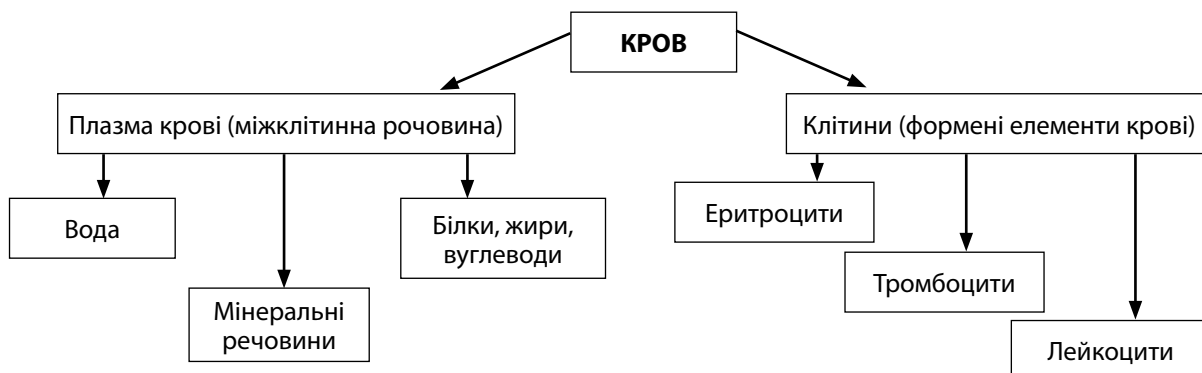 КРОВ
Плазма крові (міжклітинна рочовина)
Клітини (формені елементи крові)
Вода
Мінеральні
речовини
Білки, жири,
вуглеводи
Еритроцити
Тромбоцити
Лейкоцити